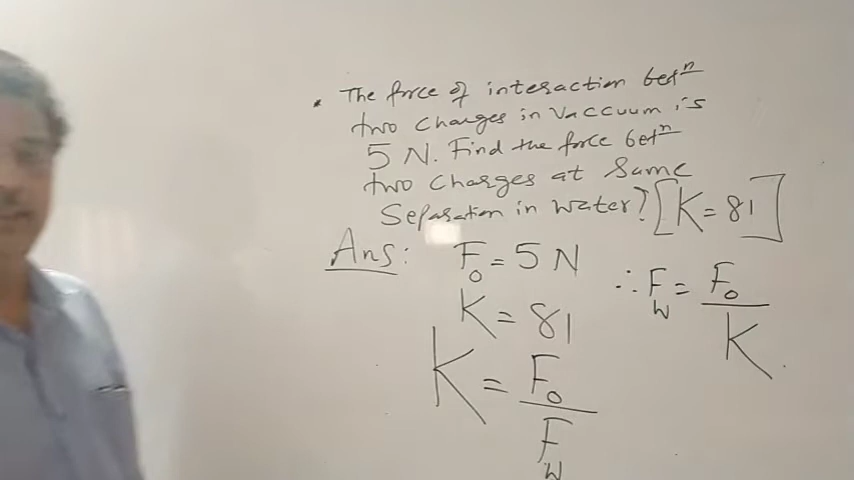 • The force of interaction betⁿ
two charges in Vaccuum is
5 N. Find the force betⁿ
two charges at same
Separation in water? [K = 81]
Ans: F₀ = 5 N
K = 81
K = F₀ / F_W
∴ F_W = F₀ / K